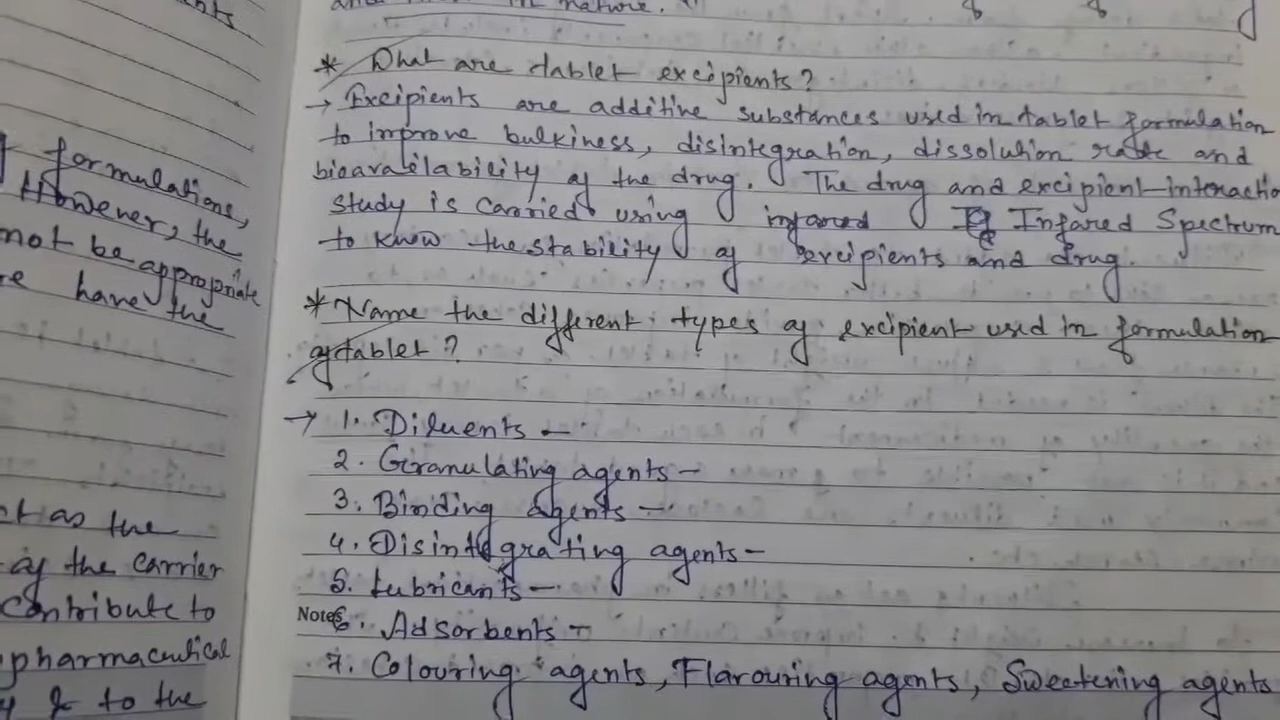 nts
formulations,
However, the
not be appropriate
have the
as the
of the carrier
Contribute to
pharmaceutical
& to the
in nature.
* What are tablet excipients?
→ Excipients are additive substances used in tablet formulation
to improve bulkiness, disintegration, dissolution rate and
bioavailability of the drug. The drug and excipient interactio
study is carried using infared Infared Spectrum
to know the stability of excipients and drug.
* Name the different types of excipient used in formulation
of tablet?
→ 1. Diluents -
2. Granulating agents -
3. Binding agents -
4. Disintegrating agents -
5. Lubricants -
Notes 6. Adsorbents -
7. Colouring agents, Flavouring agents, Sweetening agents